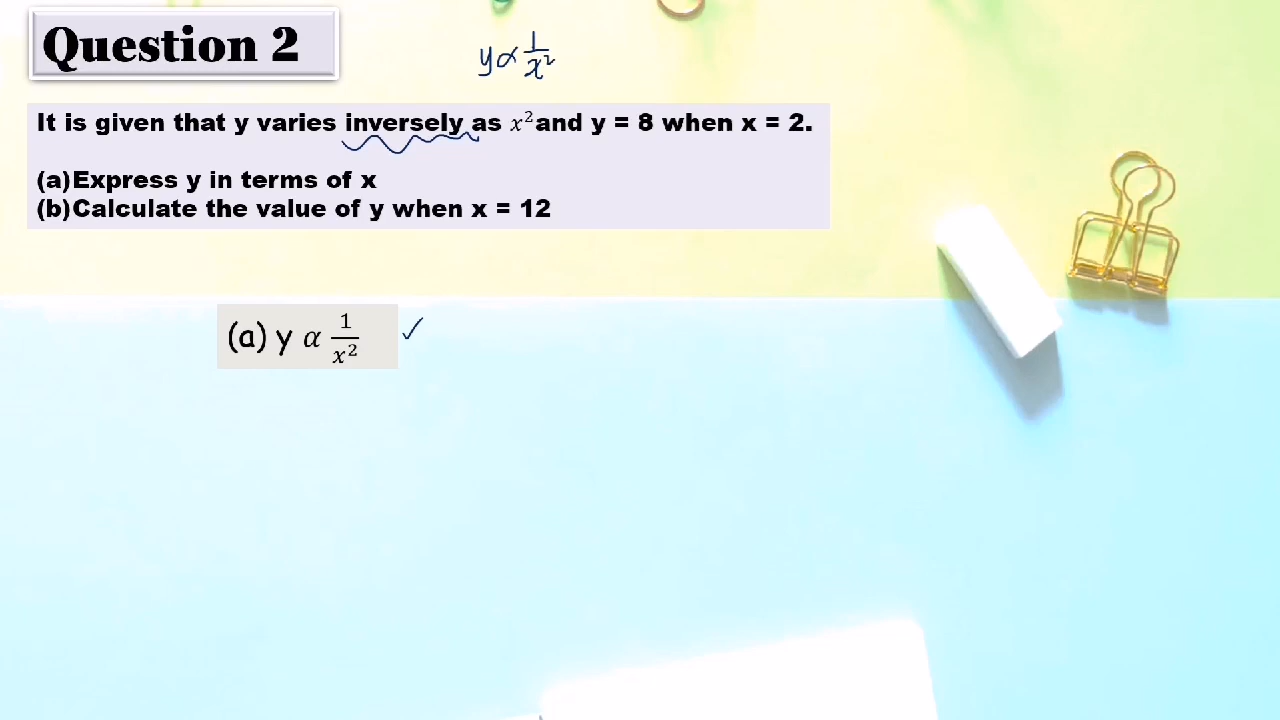 Question 2
y ∝ 1/x²
It is given that y varies inversely as x² and y = 8 when x = 2.
(a)Express y in terms of x
(b)Calculate the value of y when x = 12
(a) y α 1/x² ✓